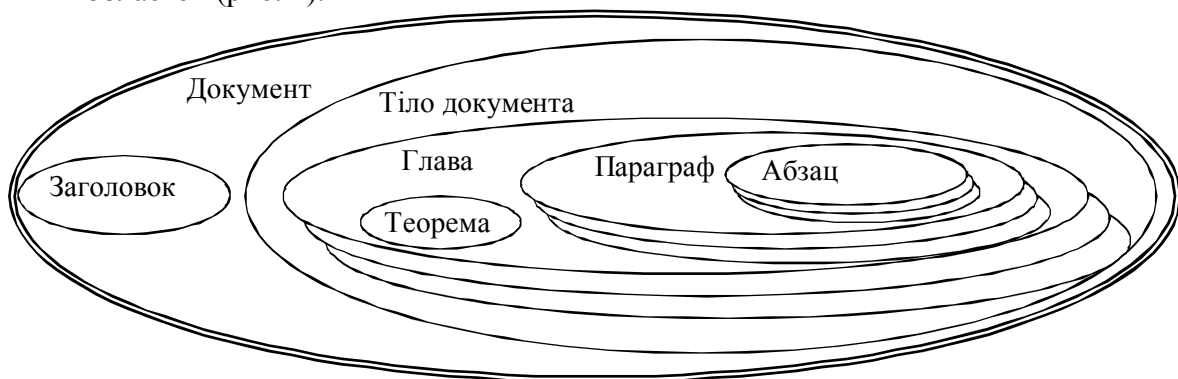 Документ
Тіло документа
Глава
Параграф
Абзац
Заголовок
Теорема